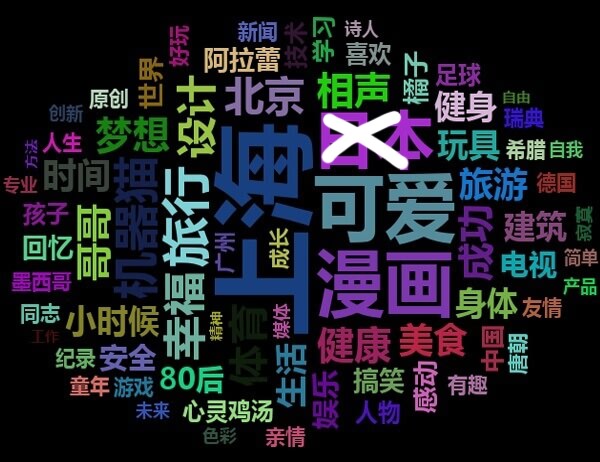 新闻
技术
学习
诗人
好玩
阿拉蕾
喜欢
世界
橘子
足球
原创
设计
北京
相声
健身
自由
创新
梦想
日本
瑞典
方法
人生
上海
玩具
希腊
自我
专业
时间
机器猫
旅行
可爱
旅游
德国
孩子
哥哥
广州
成长
成功
建筑
寂寞
回忆
漫画
电视
简单
墨西哥
幸福
产品
同志
小时候
精神
体育
媒体
身体
友情
工作
健康
美食
中国
唐朝
纪录
安全
生活
80后
搞笑
感动
有趣
童年
游戏
娱乐
未来
心灵鸡汤
人物
色彩
亲情